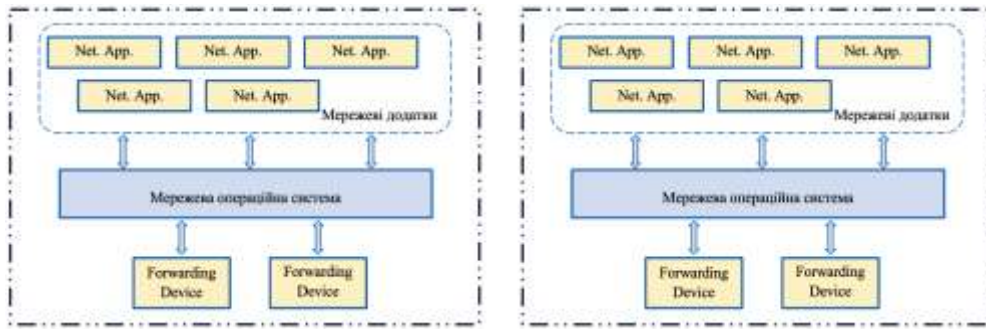 Net. App.
Net. App.
Net. App.
Net. App.
Net. App.
Мережеві додатки
Мережева операційна система
Forwarding
Device
Forwarding
Device
Net. App.
Net. App.
Net. App.
Net. App.
Net. App.
Мережеві додатки
Мережева операційна система
Forwarding
Device
Forwarding
Device